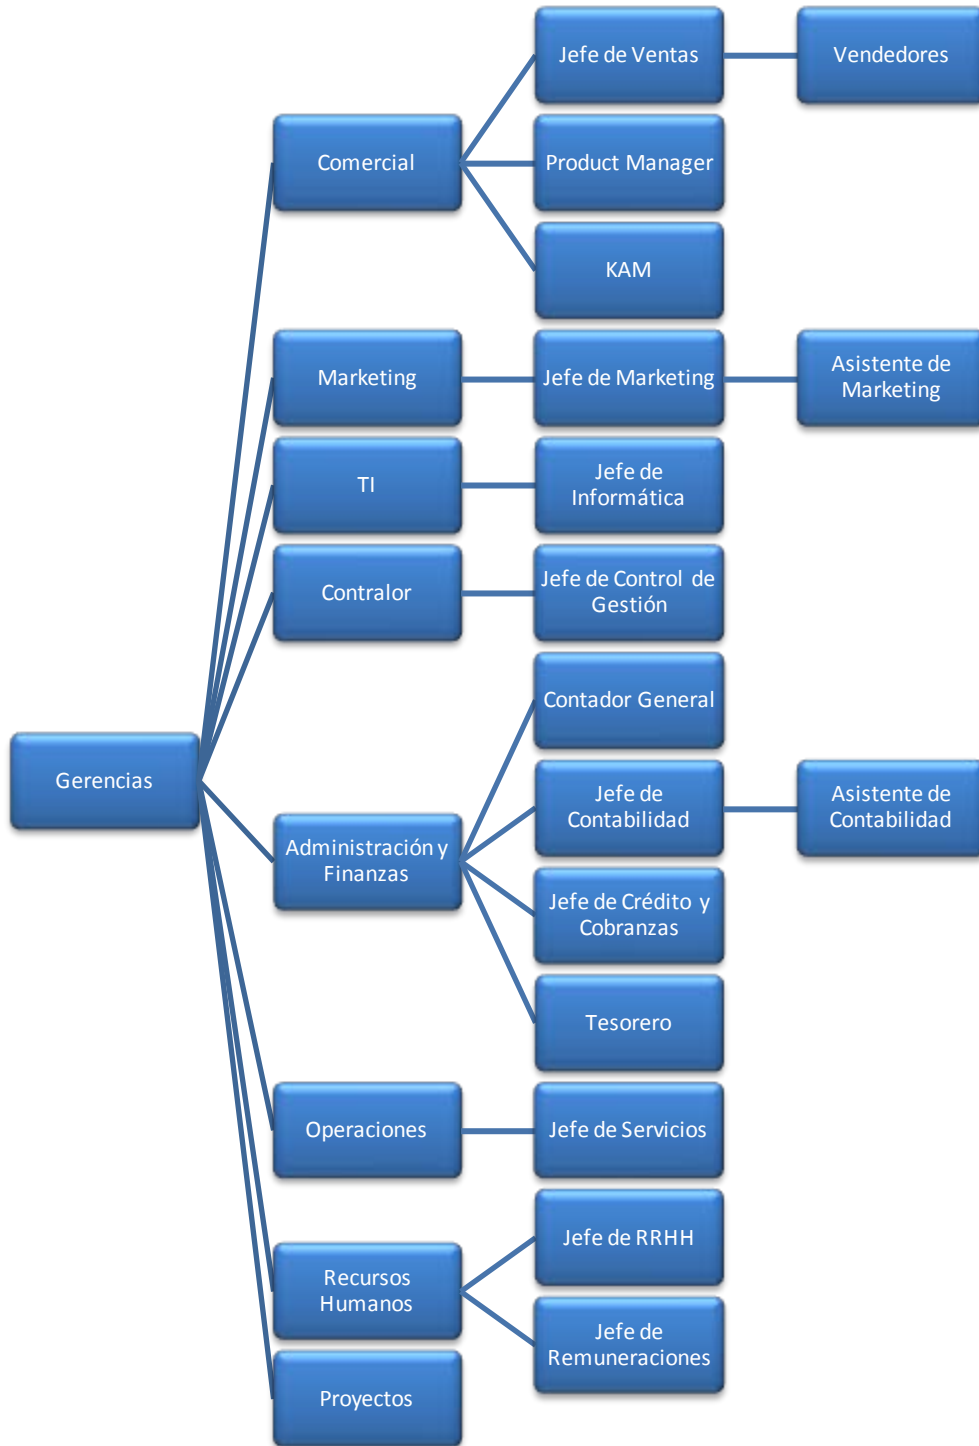 Jefe de Ventas
Vendedores
Comercial
Product Manager
KAM
Marketing
Jefe de Marketing
Asistente de
Marketing
TI
Jefe de
Informática
Contralor
Jefe de Control de
Gestión
Contador General
Gerencias
Jefe de
Contabilidad
Asistente de
Contabilidad
Administración y
Finanzas
Jefe de Crédito y
Cobranzas
Tesorero
Operaciones
Jefe de Servicios
Jefe de RRHH
Recursos
Humanos
Jefe de
Remuneraciones
Proyectos